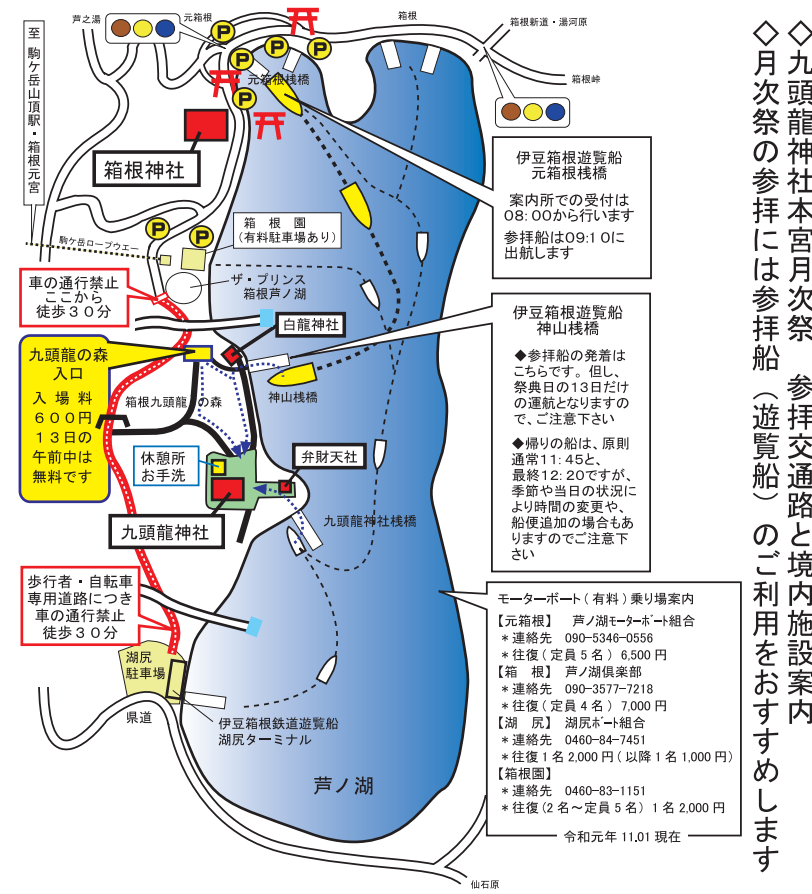 ◇九頭龍神社本宮月次祭　参拝交通路と境内施設案内
◇月次祭の参拝には参拝船（遊覧船）のご利用をおすすめします
芦之湯
元箱根
箱根
箱根新道・湯河原
箱根峠
至　駒ケ岳山頂駅・箱根元宮
P
P
P
P
P
P
P
元箱根桟橋
箱根神社
伊豆箱根遊覧船
元箱根桟橋
案内所での受付は
08:00から行います
参拝船は09:10に
出航します
箱　根　園
(有料駐車場あり)
駒ケ岳ロープウエー
ザ・プリンス
箱根芦ノ湖
車の通行禁止
ここから
徒歩３０分
白龍神社
伊豆箱根遊覧船
神山桟橋
◆参拝船の発着は
こちらです。但し、
祭典日の13日だけ
の運航となりますの
で、ご注意下さい
◆帰りの船は、原則
通常11:45と、
最終12:20ですが、
季節や当日の状況に
より時間の変更や、
船便追加の場合もあ
りますのでご注意下
さい
九頭龍の森
入口
入 場 料
６００円
１３日の
午前中は
無料です
箱根九頭龍の森
神山桟橋
休憩所
お手洗
弁財天社
九頭龍神社
九頭龍神社桟橋
歩行者・自転車
専用道路につき
車の通行禁止
徒歩３０分
湖尻
駐車場
県道
伊豆箱根鉄道遊覧船
湖尻ターミナル
芦ノ湖
仙石原
モーターボート(有料)乗り場案内
【元箱根】　芦ノ湖モーターボート組合
＊連絡先　090-5346-0556
＊往復(定員５名) 6,500 円
【箱　根】芦ノ湖倶楽部
＊連絡先　090-3577-7218
＊往復(定員４名) 7,000 円
【湖　尻】湖尻ボート組合
＊連絡先　0460-84-7451
＊往復１名 2,000 円(以降１名 1,000 円)
【箱根園】
＊連絡先　0460-83-1151
＊往復(２名～定員５名) １名 2,000 円
令和元年 11.01 現在